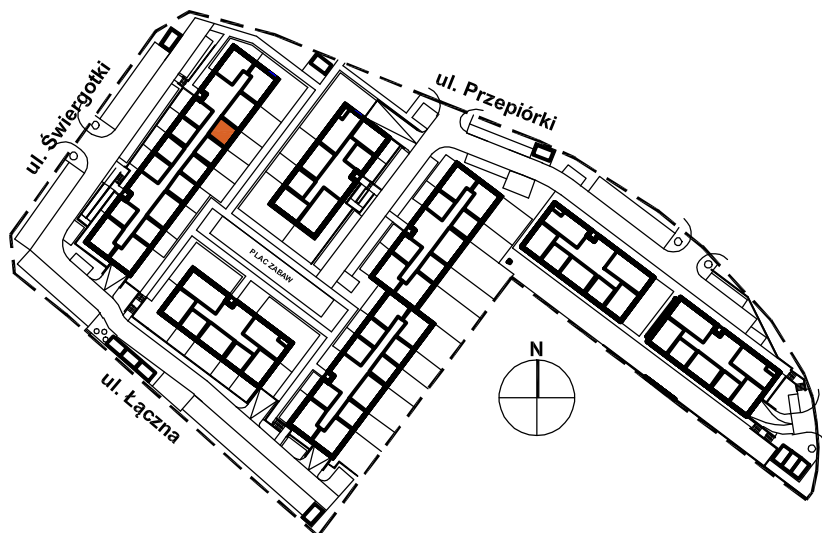 ul. Świergotki
ul. Przepiórki
PLAC ZABAW
N
ul. Łączna